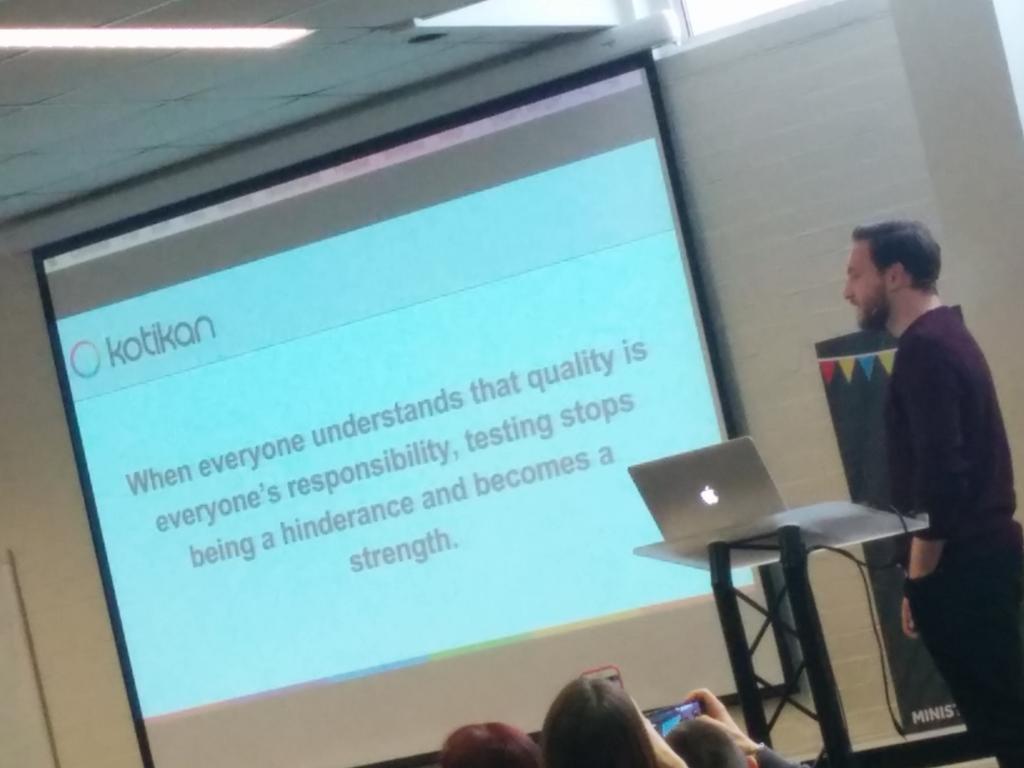 kotikan
When everyone understands that quality is
everyone's responsibility, testing stops
being a hinderance and becomes a
strength.
MINIST